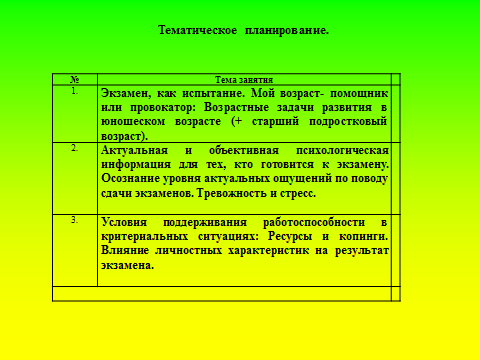 Тематическое планирование.
№ Тема занятия
1. Экзамен, как испытание. Мой возраст- помощник
или провокатор: Возрастные задачи развития в
юношеском возрасте (+ старший подростковый
возраст).
2. Актуальная и объективная психологическая
информация для тех, кто готовится к экзамену.
Осознание уровня актуальных ощущений по поводу
сдачи экзаменов. Тревожность и стресс.
3. Условия поддерживания работоспособности в
критериальных ситуациях: Ресурсы и копинги.
Влияние личностных характеристик на результат
экзамена.